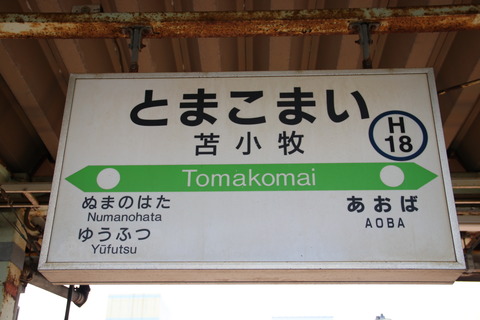 とまこまい
苫小牧
H
18
Tomakomai
ぬまのはた
Numanohata
ゆうふつ
Yūfutsu
あおば
AOBA